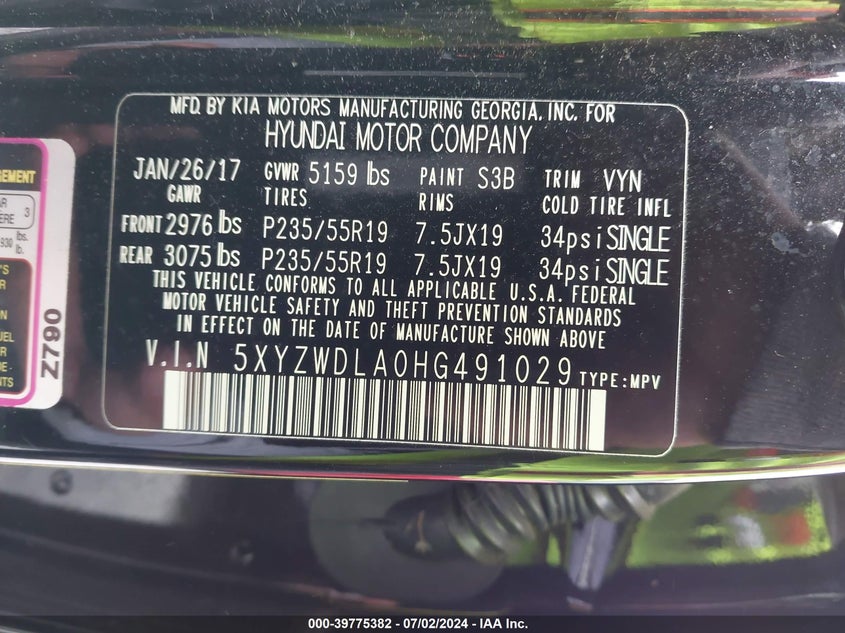 MFD. BY KIA MOTORS MANUFACTURING GEORGIA, INC. FOR
HYUNDAI MOTOR COMPANY
JAN/26/17 GVWR 5159 lbs PAINT S3B TRIM VYN
GAWR TIRES RIMS COLD TIRE INFL
FRONT 2976 lbs P235/55R19 7.5JX19 34psi SINGLE
REAR 3075 lbs P235/55R19 7.5JX19 34psi SINGLE
THIS VEHICLE CONFORMS TO ALL APPLICABLE U.S.A. FEDERAL
MOTOR VEHICLE SAFETY AND THEFT PREVENTION STANDARDS
IN EFFECT ON THE DATE OF MANUFACTURE SHOWN ABOVE
V.I.N 5XYZWDLA0HG491029 TYPE:MPV
3
930 lbs.
lb.
Z790
000-39775382 - 07/02/2024 - IAA Inc.